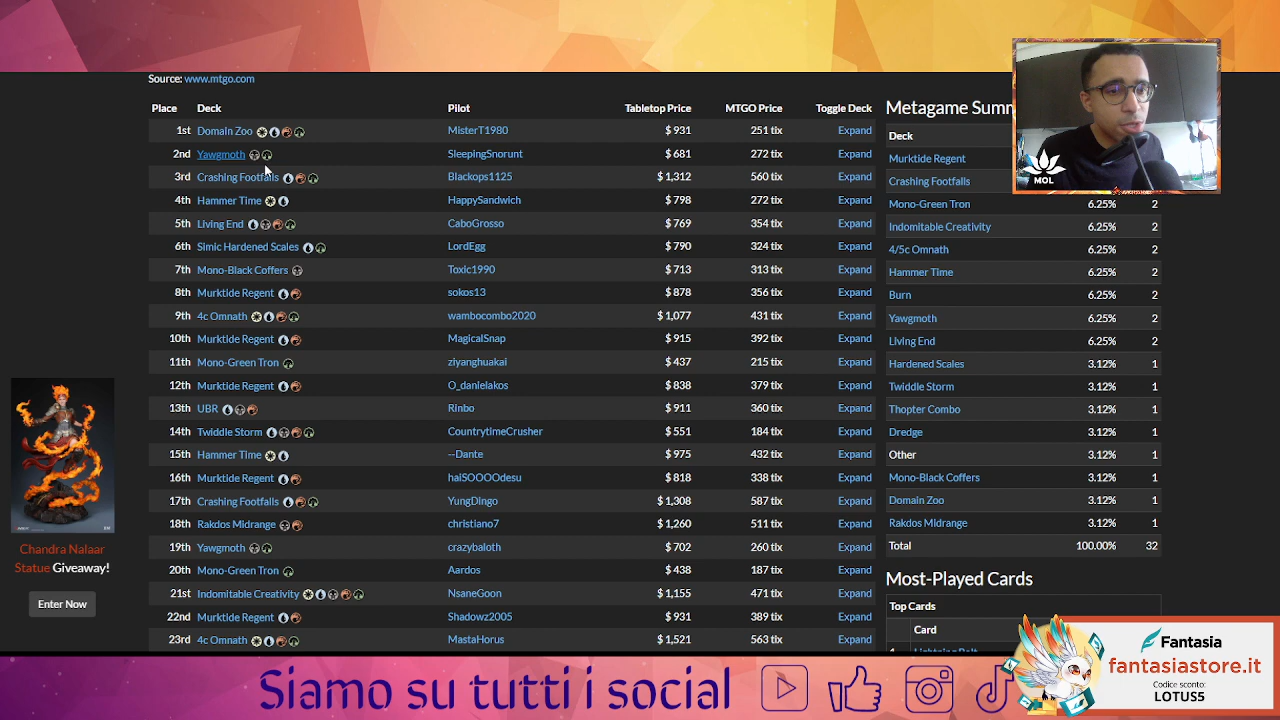 Source: www.mtgo.com
Place Deck Pilot Tabletop Price MTGO Price Toggle Deck
1st Domain Zoo MisterT1980 $ 931 251 tix Expand
2nd Yawgmoth SleepingSnorunt $ 681 272 tix Expand
3rd Crashing Footfalls Blackops1125 $ 1,312 560 tix Expand
4th Hammer Time HappySandwich $ 798 272 tix Expand
5th Living End CaboGrosso $ 769 354 tix Expand
6th Simic Hardened Scales LordEgg $ 790 324 tix Expand
7th Mono-Black Coffers Toxic1990 $ 713 313 tix Expand
8th Murktide Regent sokos13 $ 878 356 tix Expand
9th 4c Omnath wambocombo2020 $ 1,077 431 tix Expand
10th Murktide Regent MagicalSnap $ 915 392 tix Expand
11th Mono-Green Tron ziyanghuakai $ 437 215 tix Expand
12th Murktide Regent O_danielakos $ 838 379 tix Expand
13th UBR Rinbo $ 911 360 tix Expand
14th Twiddle Storm CountrytimeCrusher $ 551 184 tix Expand
15th Hammer Time --Dante $ 975 432 tix Expand
16th Murktide Regent halSOOOOdesu $ 818 338 tix Expand
17th Crashing Footfalls YungDingo $ 1,308 587 tix Expand
18th Rakdos Midrange christiano7 $ 1,260 511 tix Expand
19th Yawgmoth crazybaloth $ 702 260 tix Expand
20th Mono-Green Tron Aardos $ 438 187 tix Expand
21st Indomitable Creativity NsaneGoon $ 1,155 471 tix Expand
22nd Murktide Regent Shadowz2005 $ 931 389 tix Expand
23rd 4c Omnath MastaHorus $ 1,521 563 tix Expand
Metagame Summ
Deck
Murktide Regent
Crashing Footfalls
Mono-Green Tron 6.25% 2
Indomitable Creativity 6.25% 2
4/5c Omnath 6.25% 2
Hammer Time 6.25% 2
Burn 6.25% 2
Yawgmoth 6.25% 2
Living End 6.25% 2
Hardened Scales 3.12% 1
Twiddle Storm 3.12% 1
Thopter Combo 3.12% 1
Dredge 3.12% 1
Other 3.12% 1
Mono-Black Coffers 3.12% 1
Domain Zoo 3.12% 1
Rakdos Midrange 3.12% 1
Total 100.00% 32
Most-Played Cards
Top Cards
Card
MOL
Chandra Nalaar
Statue Giveaway!
Enter Now
Siamo su tutti i social
Fantasia
fantasiastore.it
Codice sconto:
LOTUS5